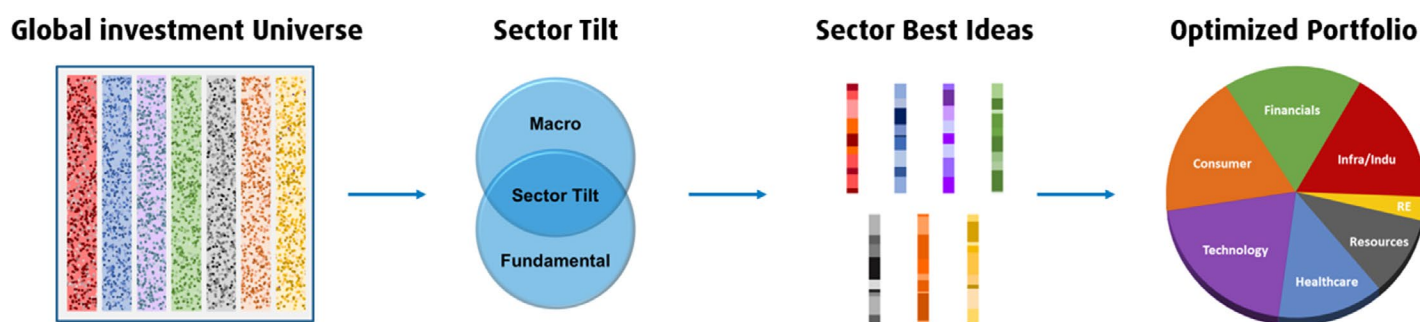 Global investment Universe
Sector Tilt
Sector Best Ideas
Optimized Portfolio
Macro
Sector Tilt
Fundamental
Financials
Infra/Indu
RE
Resources
Healthcare
Technology
Consumer